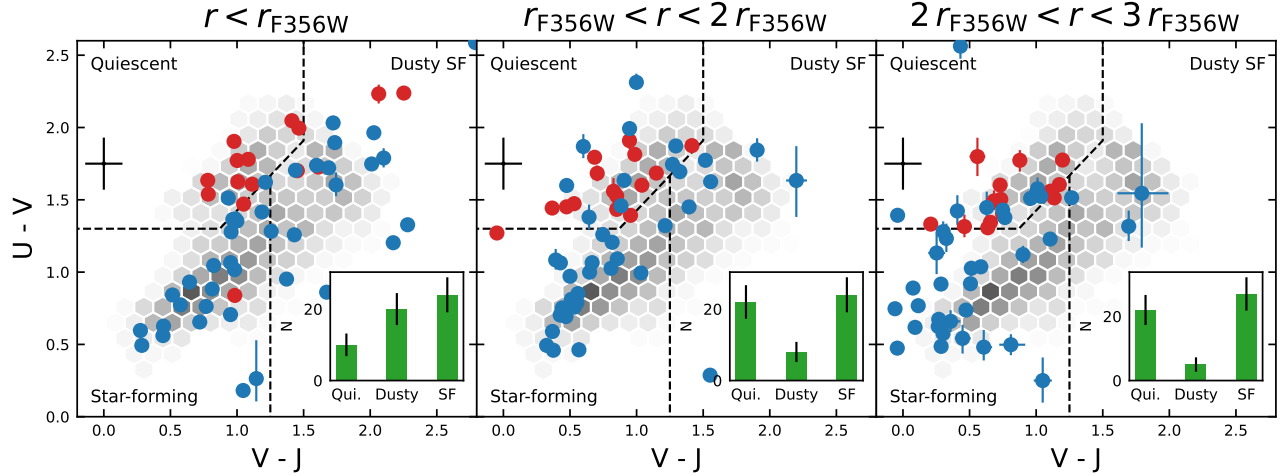 r < r_F356W
r_F356W < r < 2 r_F356W
2 r_F356W < r < 3 r_F356W
U - V
2.5
2.0
1.5
1.0
0.5
0.0
Quiescent
Dusty SF
Star-forming
N
20
0
Qui. Dusty SF
0.0 0.5 1.0 1.5 2.0 2.5
V - J
Quiescent
Dusty SF
Star-forming
N
20
0
Qui. Dusty SF
0.0 0.5 1.0 1.5 2.0 2.5
V - J
Quiescent
Dusty SF
Star-forming
N
20
0
Qui. Dusty SF
0.0 0.5 1.0 1.5 2.0 2.5
V - J